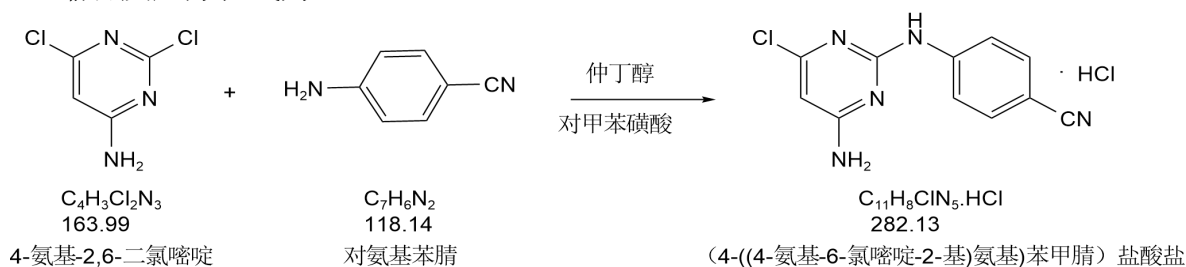 Cl
N
Cl
N
NH₂
+
H₂N
CN
仲丁醇
对甲苯磺酸
Cl
N
H
N
N
NH₂
CN
· HCl
C₄H₃Cl₂N₃
163.99
4-氨基-2,6-二氯嘧啶
C₇H₆N₂
118.14
对氨基苯腈
C₁₁H₈ClN₅.HCl
282.13
（4-((4-氨基-6-氯嘧啶-2-基)氨基)苯甲腈）盐酸盐